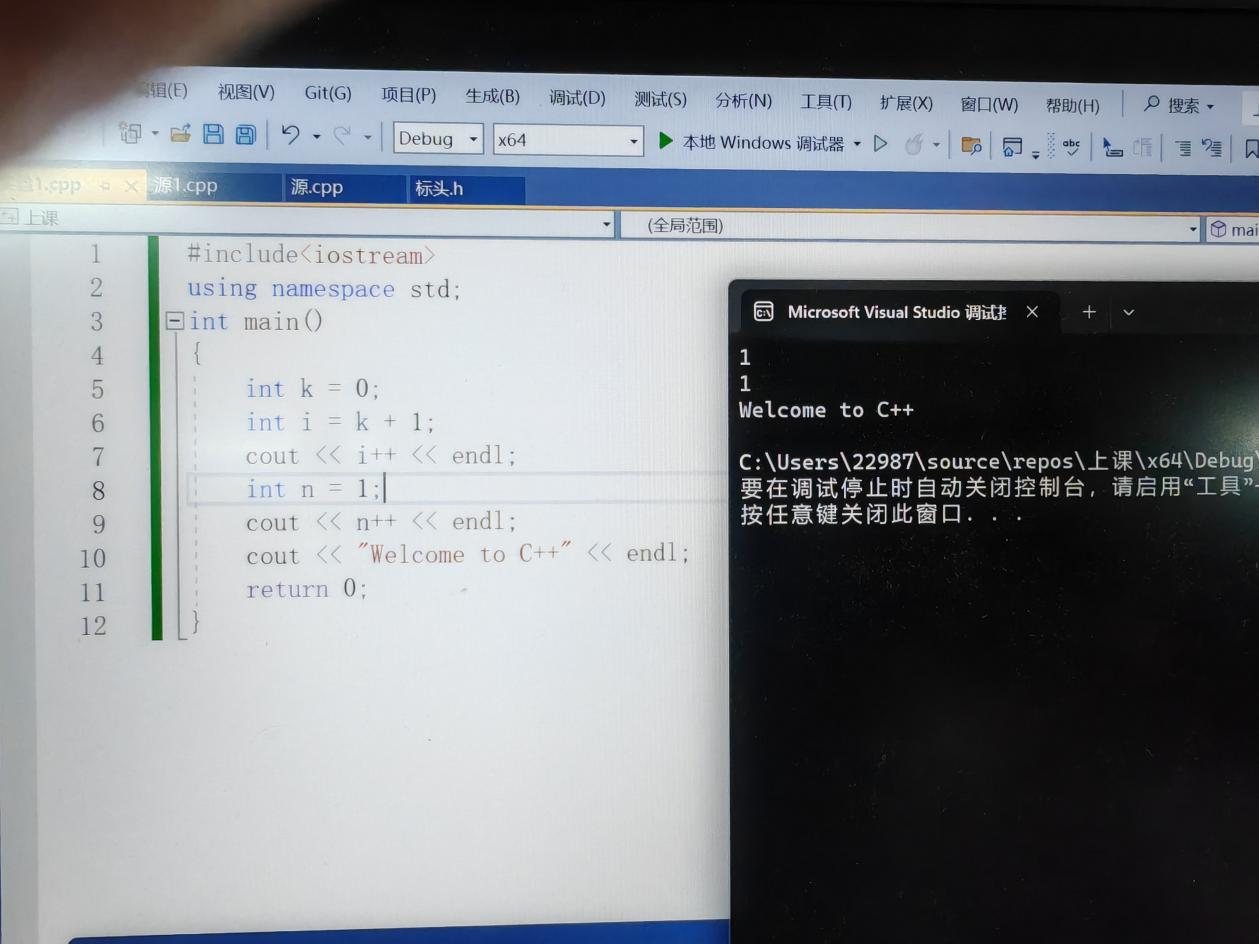 视图(V) Git(G) 项目(P) 生成(B) 调试(D) 测试(S) 分析(N) 工具(T) 扩展(X) 窗口(W) 帮助(H) 搜索
Debug x64 本地 Windows 调试器
源1.cpp 源.cpp 标头.h
上课 (全局范围)
1 #include<iostream>
2 using namespace std;
3 int main()
4 {
5 int k = 0;
6 int i = k + 1;
7 cout << i++ << endl;
8 int n = 1;
9 cout << n++ << endl;
10 cout << "Welcome to C++" << endl;
11 return 0;
12 }
Microsoft Visual Studio 调试
1
1
Welcome to C++
C:\Users\22987\source\repos\上课\x64\Debug\
要在调试停止时自动关闭控制台，请启用“工具”
按任意键关闭此窗口. . .